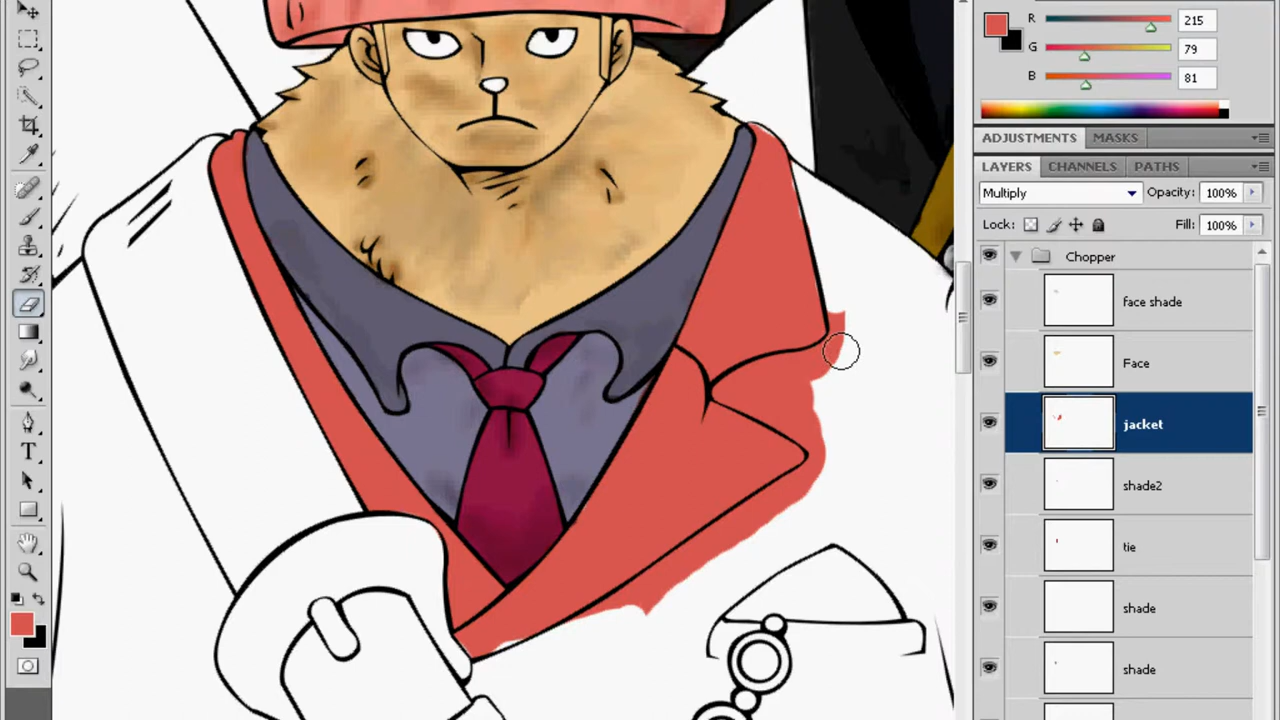 R 215
G 79
B 81
ADJUSTMENTS MASKS
LAYERS CHANNELS PATHS
Multiply Opacity: 100%
Lock: Fill: 100%
Chopper
face shade
Face
jacket
shade2
tie
shade
shade
T